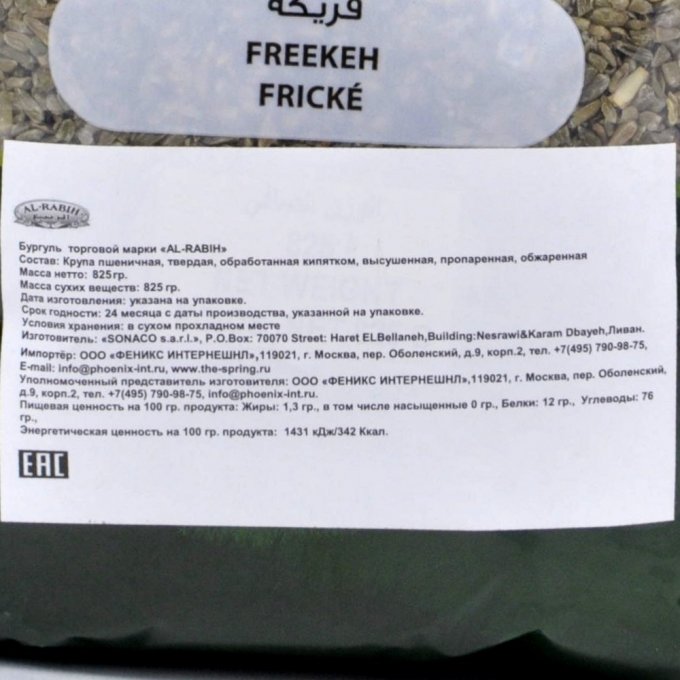 فريكة
FREEKEH
FRICKÉ
AL-RABIH
الربيع
Бургуль торговой марки «AL-RABIH»
Состав: Крупа пшеничная, твердая, обработанная кипятком, высушенная, пропаренная, обжаренная
Масса нетто: 825 гр.
Масса сухих веществ: 825 гр.
Дата изготовления: указана на упаковке.
Срок годности: 24 месяца с даты производства, указанной на упаковке.
Условия хранения: в сухом прохладном месте
Изготовитель: «SONACO s.a.r.l.», P.O.Box: 70070 Street: Haret ELBellaneh,Building:Nesrawi&Karam Dbayeh,Ливан.
Импортёр: ООО «ФЕНИКС ИНТЕРНЕШНЛ»,119021, г. Москва, пер. Оболенский, д.9, корп.2, тел. +7(495) 790-98-75,
E-mail: info@phoenix-int.ru, www.the-spring.ru
Уполномоченный представитель изготовителя: ООО «ФЕНИКС ИНТЕРНЕШНЛ»,119021, г. Москва, пер. Оболенский,
д.9, корп.2, тел. +7(495) 790-98-75, info@phoenix-int.ru.
Пищевая ценность на 100 гр. продукта: Жиры: 1,3 гр., в том числе насыщенные 0 гр., Белки: 12 гр., Углеводы: 76
гр.,
Энергетическая ценность на 100 гр. продукта: 1431 кДж/342 Ккал.
EAC